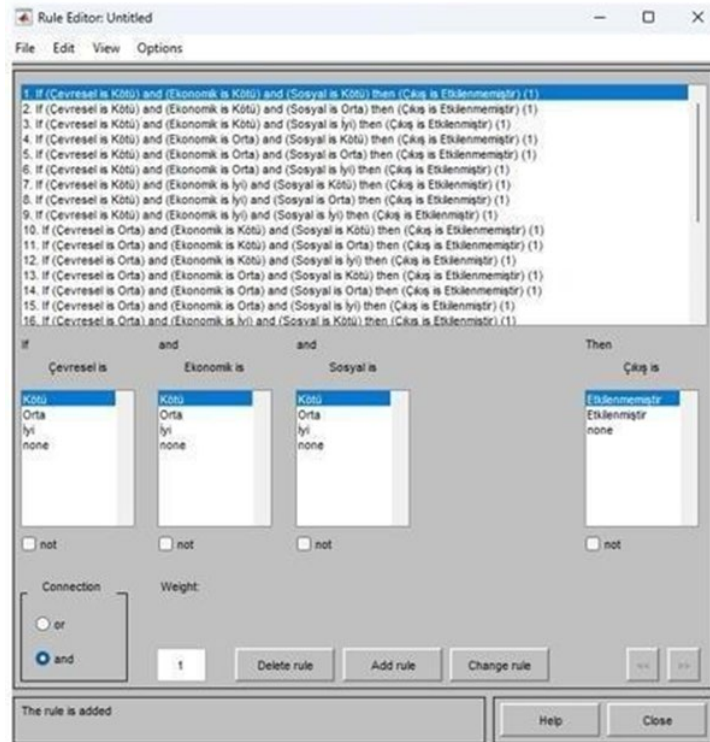 Rule Editor: Untitled
File Edit View Options
1. If (Çevresel is Kötü) and (Ekonomik is Kötü) and (Sosyal is Kötü) then (Çıkış is Etkilenmemiştir) (1)
2. If (Çevresel is Kötü) and (Ekonomik is Kötü) and (Sosyal is Orta) then (Çıkış is Etkilenmemiştir) (1)
3. If (Çevresel is Kötü) and (Ekonomik is Kötü) and (Sosyal is İyi) then (Çıkış is Etkilenmiştir) (1)
4. If (Çevresel is Kötü) and (Ekonomik is Orta) and (Sosyal is Kötü) then (Çıkış is Etkilenmemiştir) (1)
5. If (Çevresel is Kötü) and (Ekonomik is Orta) and (Sosyal is Orta) then (Çıkış is Etkilenmemiştir) (1)
6. If (Çevresel is Kötü) and (Ekonomik is Orta) and (Sosyal is İyi) then (Çıkış is Etkilenmiştir) (1)
7. If (Çevresel is Kötü) and (Ekonomik is İyi) and (Sosyal is Kötü) then (Çıkış is Etkilenmiştir) (1)
8. If (Çevresel is Kötü) and (Ekonomik is İyi) and (Sosyal is Orta) then (Çıkış is Etkilenmiştir) (1)
9. If (Çevresel is Kötü) and (Ekonomik is İyi) and (Sosyal is İyi) then (Çıkış is Etkilenmiştir) (1)
10. If (Çevresel is Orta) and (Ekonomik is Kötü) and (Sosyal is Kötü) then (Çıkış is Etkilenmemiştir) (1)
11. If (Çevresel is Orta) and (Ekonomik is Kötü) and (Sosyal is Orta) then (Çıkış is Etkilenmemiştir) (1)
12. If (Çevresel is Orta) and (Ekonomik is Kötü) and (Sosyal is İyi) then (Çıkış is Etkilenmiştir) (1)
13. If (Çevresel is Orta) and (Ekonomik is Orta) and (Sosyal is Kötü) then (Çıkış is Etkilenmemiştir) (1)
14. If (Çevresel is Orta) and (Ekonomik is Orta) and (Sosyal is Orta) then (Çıkış is Etkilenmemiştir) (1)
15. If (Çevresel is Orta) and (Ekonomik is Orta) and (Sosyal is İyi) then (Çıkış is Etkilenmiştir) (1)
16. If (Çevresel is Orta) and (Ekonomik is İyi) and (Sosyal is Kötü) then (Çıkış is Etkilenmiştir) (1)
If and and Then
Çevresel is Ekonomik is Sosyal is Çıkış is
Kötü Kötü Kötü Etkilenmemiştir
Orta Orta Orta Etkilenmiştir
İyi İyi İyi none
none none none
not not not not
Connection Weight:
or
and 1 Delete rule Add rule Change rule << >>
The rule is added Help Close